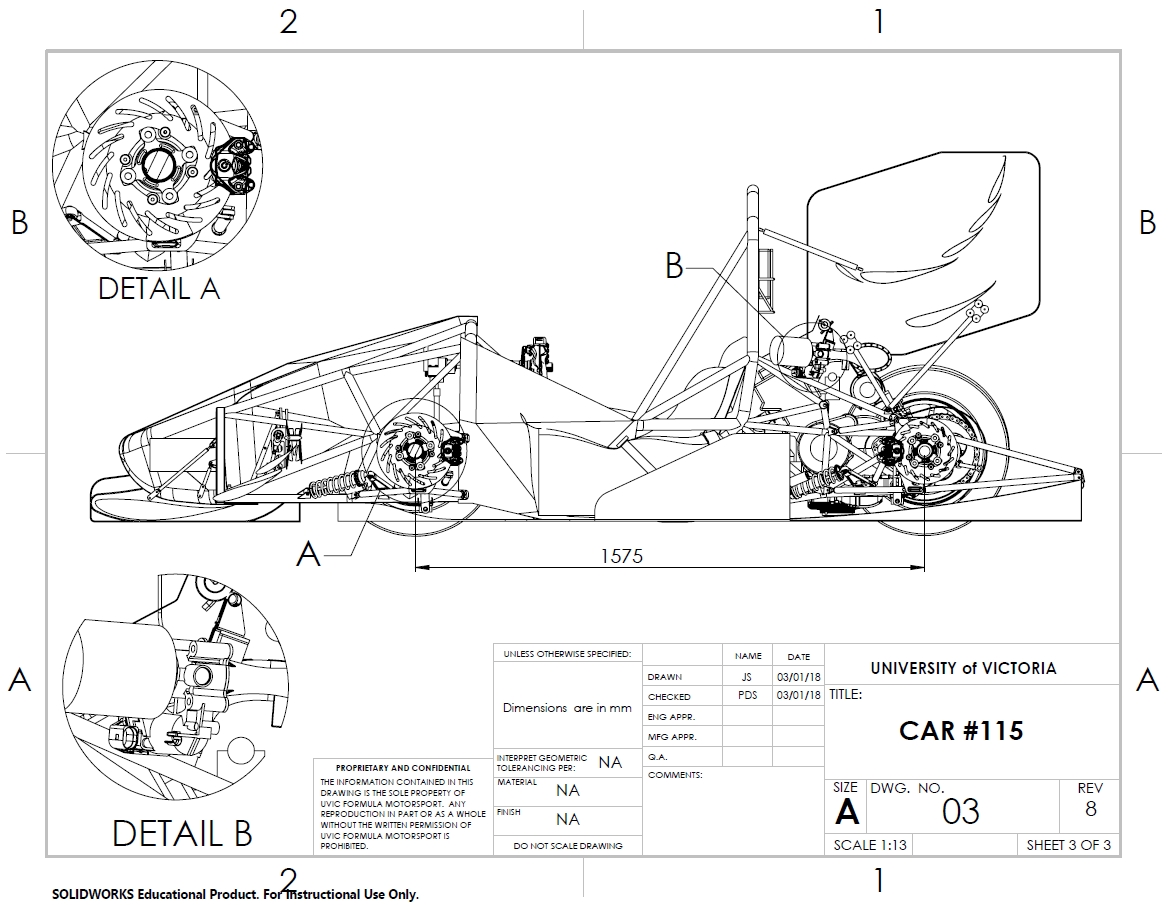 2
1
B
B
DETAIL A
B
A
1575
A
A
DETAIL B
UNLESS OTHERWISE SPECIFIED:
Dimensions are in mm
INTERPRET GEOMETRIC
TOLERANCING PER: NA
MATERIAL
NA
FINISH
NA
DO NOT SCALE DRAWING
NAME DATE
DRAWN JS 03/01/18
CHECKED PDS 03/01/18
ENG APPR.
MFG APPR.
Q.A.
COMMENTS:
UNIVERSITY of VICTORIA
TITLE:
CAR #115
SIZE DWG. NO. REV
A 03 8
SCALE 1:13 SHEET 3 OF 3
PROPRIETARY AND CONFIDENTIAL
THE INFORMATION CONTAINED IN THIS
DRAWING IS THE SOLE PROPERTY OF
UVIC FORMULA MOTORSPORT. ANY
REPRODUCTION IN PART OR AS A WHOLE
WITHOUT THE WRITTEN PERMISSION OF
UVIC FORMULA MOTORSPORT IS
PROHIBITED.
2
1
SOLIDWORKS Educational Product. For Instructional Use Only.